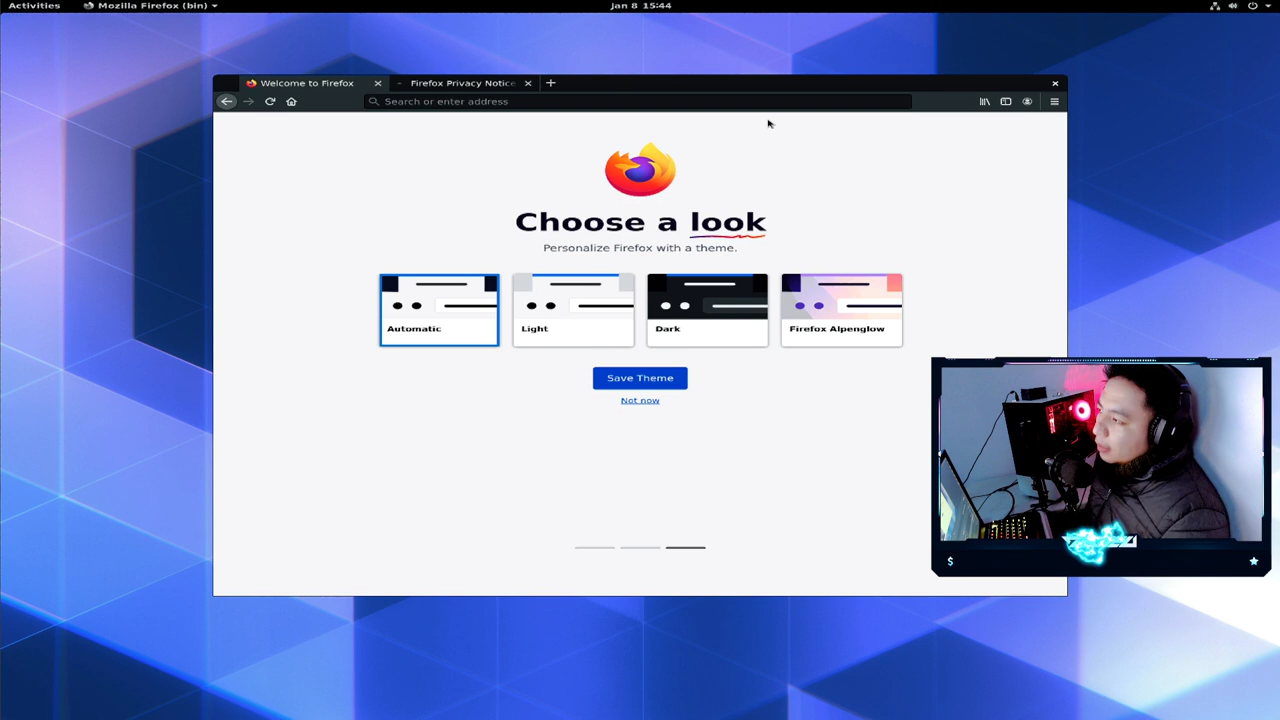 Activities Mozilla Firefox (bin) Jan 8 15:44
Welcome to Firefox Firefox Privacy Notice
Search or enter address
Choose a look
Personalize Firefox with a theme.
Automatic Light Dark Firefox Alpenglow
Save Theme
Not now
$